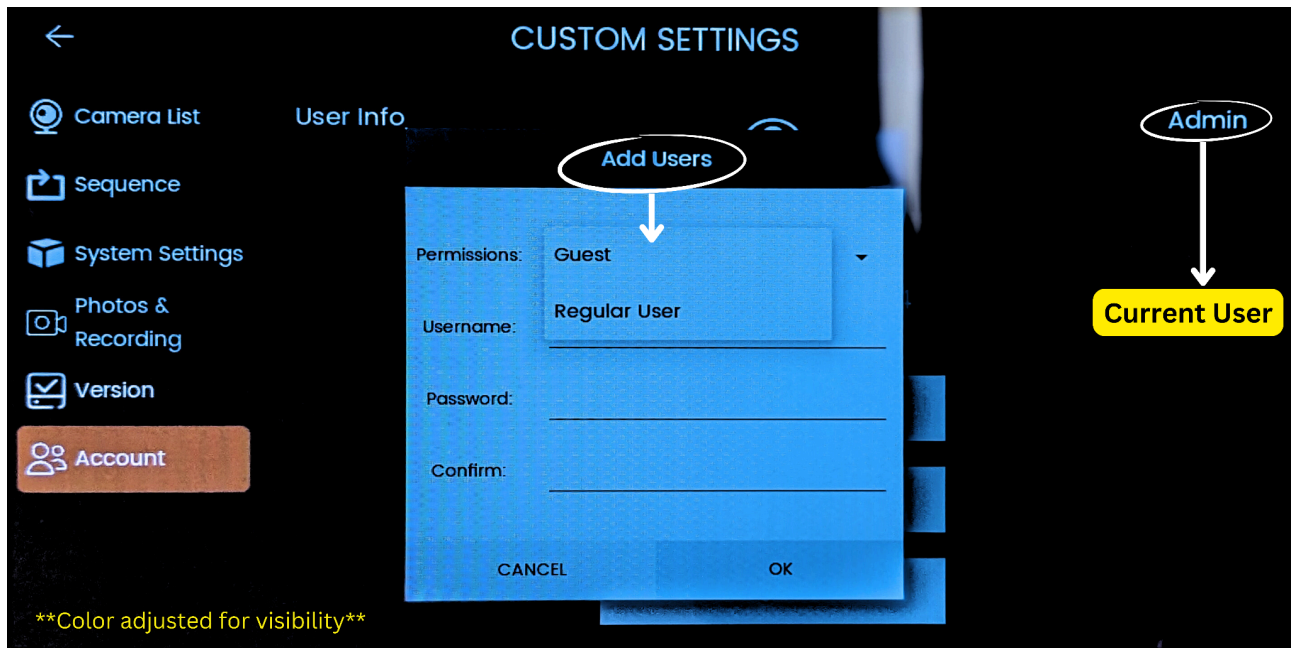 CUSTOM SETTINGS
Camera List
User Info
Admin
Add Users
Sequence
System Settings
Permissions:
Guest
Photos &
Recording
Regular User
Username:
Current User
Version
Password:
Account
Confirm:
CANCEL
OK
**Color adjusted for visibility**